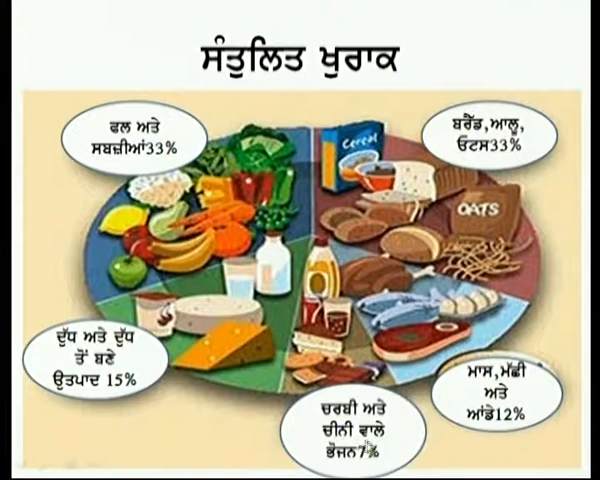 ਸੰਤੁਲਿਤ ਖੁਰਾਕ
ਫਲ ਅਤੇ
ਸਬਜ਼ੀਆਂ33%
ਬਰੈੱਡ,ਆਲੂ,
ਓਟਸ33%
Cereal
OATS
ਦੁੱਧ ਅਤੇ ਦੁੱਧ
ਤੋਂ ਬਣੇ
ਉਤਪਾਦ 15%
ਮਾਸ,ਮੱਛੀ
ਅਤੇ
ਆਂਡੇ12%
ਚਰਬੀ ਅਤੇ
ਚੀਨੀ ਵਾਲੇ
ਭੋਜਨ7%